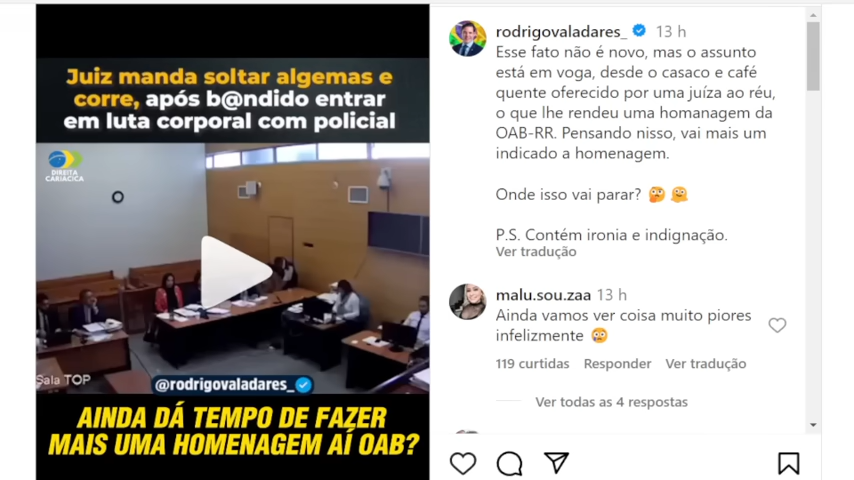 Juiz manda soltar algemas e
corre, após b@ndido entrar
em luta corporal com policial
DIREITA
CARIACICA
Sala TOP
@rodrigovaladares_
AINDA DÁ TEMPO DE FAZER
MAIS UMA HOMENAGEM AÍ OAB?
rodrigovaladares_ 13 h
Esse fato não é novo, mas o assunto
está em voga, desde o casaco e café
quente oferecido por uma juíza ao réu,
o que lhe rendeu uma homanagem da
OAB-RR. Pensando nisso, vai mais um
indicado a homenagem.
Onde isso vai parar?
P.S. Contém ironia e indignação.
Ver tradução
malu.sou.zaa 13 h
Ainda vamos ver coisa muito piores
infelizmente
119 curtidas Responder Ver tradução
Ver todas as 4 respostas